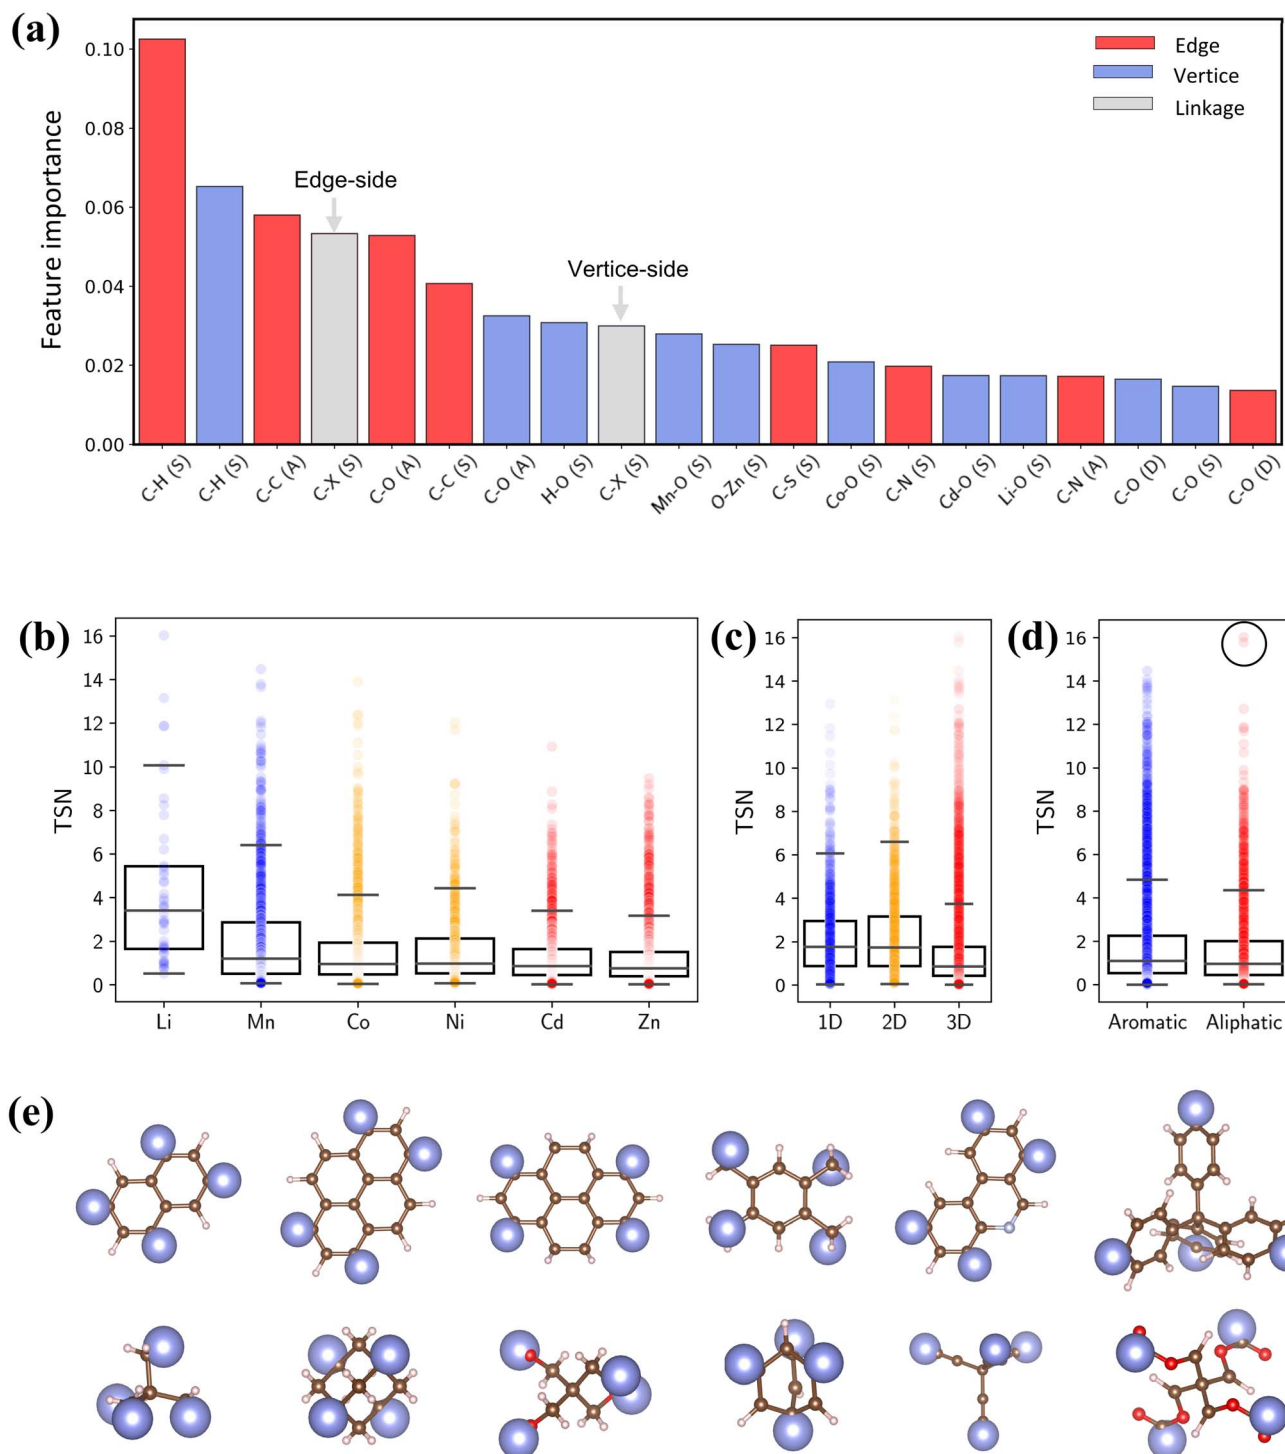 (a)
Feature importance
0.10
0.08
0.06
0.04
0.02
0.00
Edge
Vertice
Linkage
Edge-side
Vertice-side
C-H (S)
C-H (S)
C-C (A)
C-X (S)
C-O (A)
C-C (S)
C-O (A)
H-O (S)
C-X (S)
Mn-O (S)
O-Zn (S)
C-S (S)
Co-O (S)
C-N (S)
Cd-O (S)
Li-O (S)
C-N (A)
C-O (D)
C-O (S)
C-O (D)
(b)
TSN
16
14
12
10
8
6
4
2
0
Li Mn Co Ni Cd Zn
(c)
TSN
16
14
12
10
8
6
4
2
0
1D 2D 3D
(d)
TSN
16
14
12
10
8
6
4
2
0
Aromatic Aliphatic
(e)